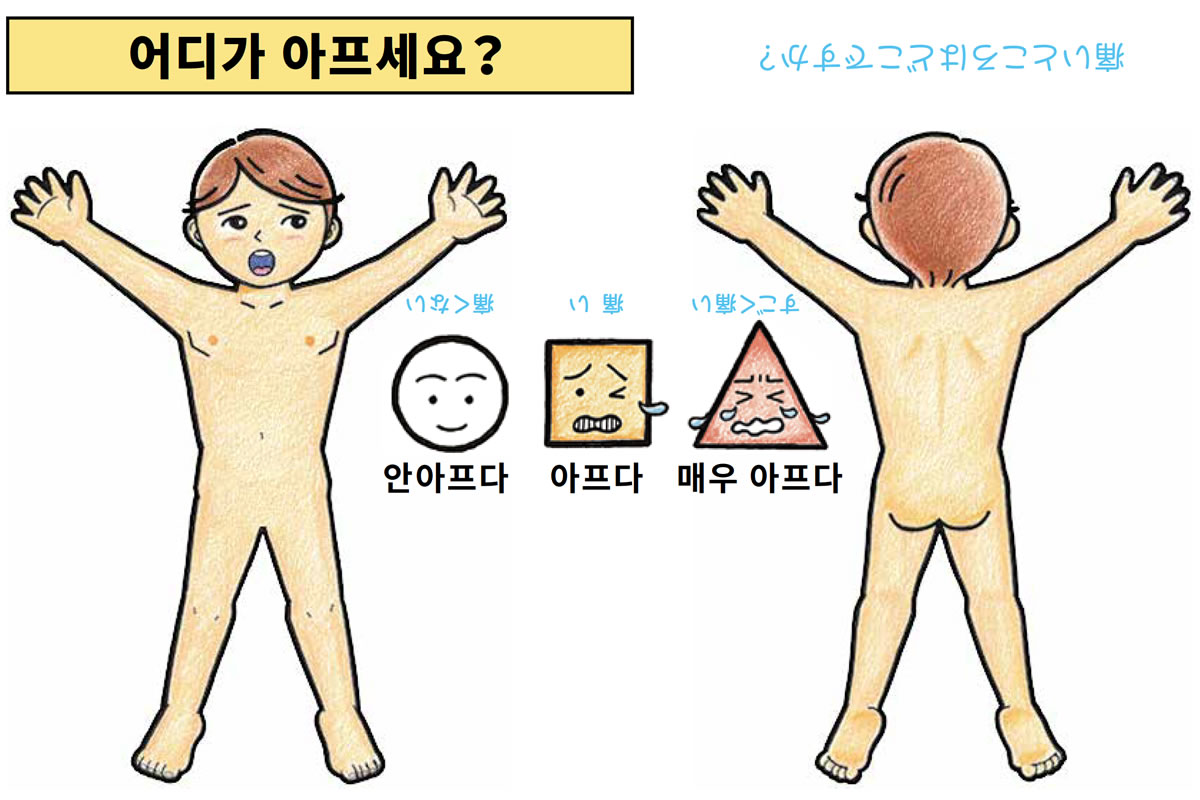 어디가 아프세요?
痛いところはどこですか?
痛くない
痛い
すごく痛い
안아프다
아프다
매우 아프다